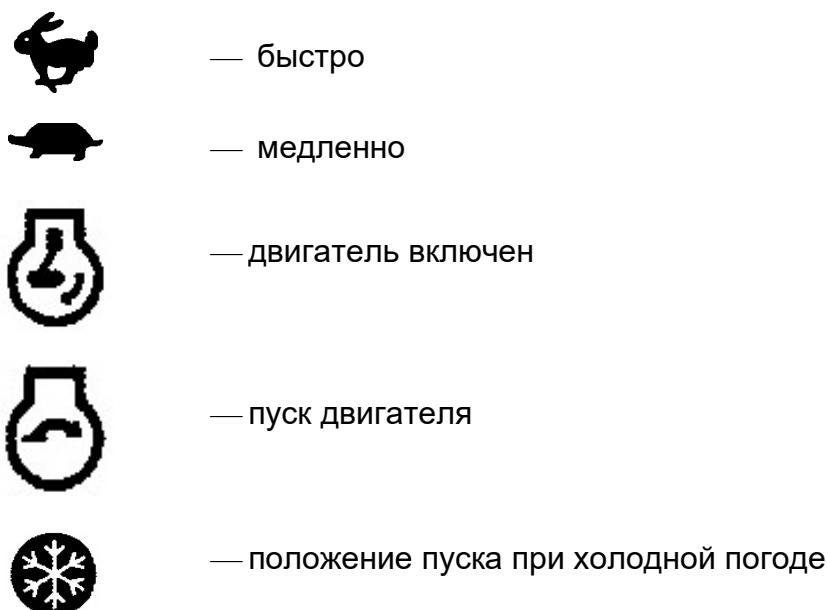 — быстро
— медленно
— двигатель включен
— пуск двигателя
— положение пуска при холодной погоде